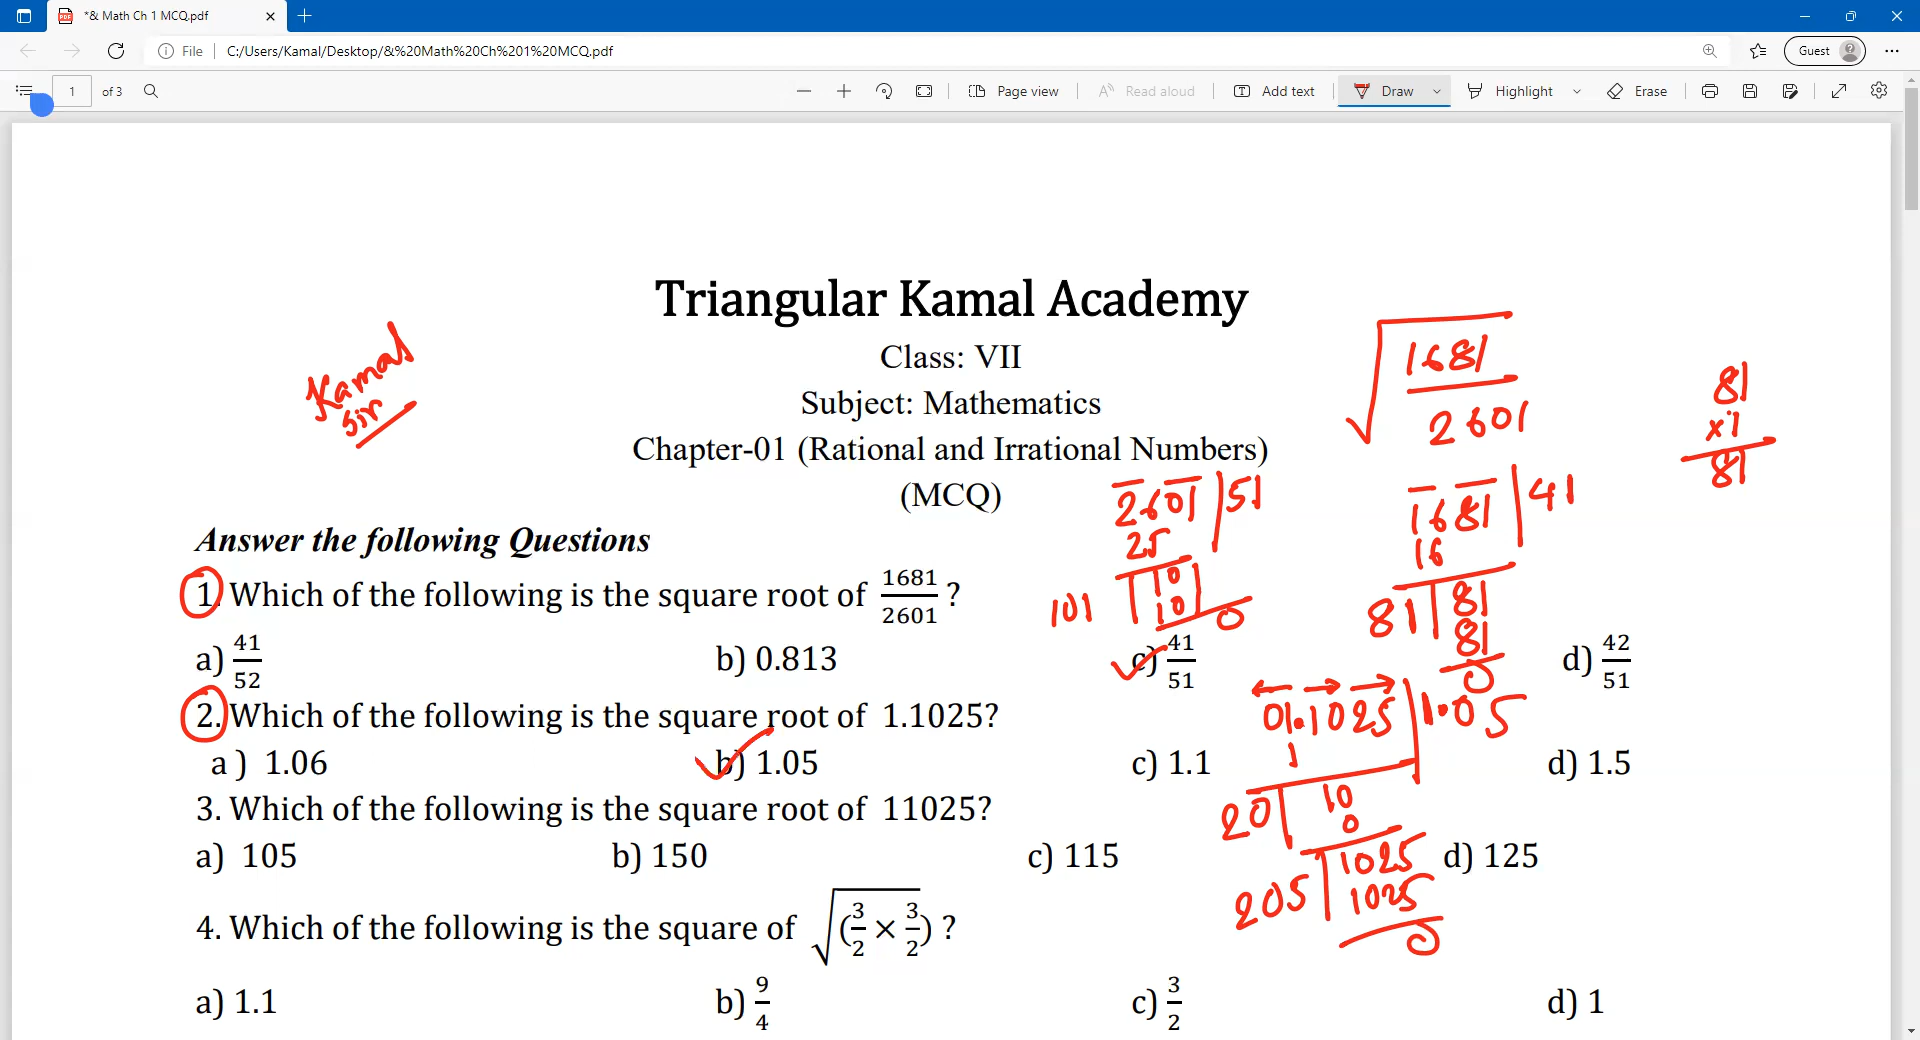 *& Math Ch 1 MCQ.pdf
File C:/Users/Kamal/Desktop/&%20Math%20Ch%201%20MCQ.pdf Guest
1 of 3 Page view Read aloud Add text Draw Highlight Erase
Triangular Kamal Academy
Class: VII
Subject: Mathematics
Chapter-01 (Rational and Irrational Numbers)
(MCQ)
Kamal
Sir
√1681/2601
81
×1
81
2601 | 51
25
101 | 101
101
0
1681 | 41
16
81 | 81
81
0
Answer the following Questions
1. Which of the following is the square root of 1681/2601 ?
a) 41/52 b) 0.813 c) 41/51 d) 42/51
2. Which of the following is the square root of 1.1025?
a ) 1.06 b) 1.05 c) 1.1 d) 1.5
01.1025 | 1.05
1
20 | 10
0
205 | 1025
1025
0
3. Which of the following is the square root of 11025?
a) 105 b) 150 c) 115 d) 125
4. Which of the following is the square of √(3/2 × 3/2) ?
a) 1.1 b) 9/4 c) 3/2 d) 1